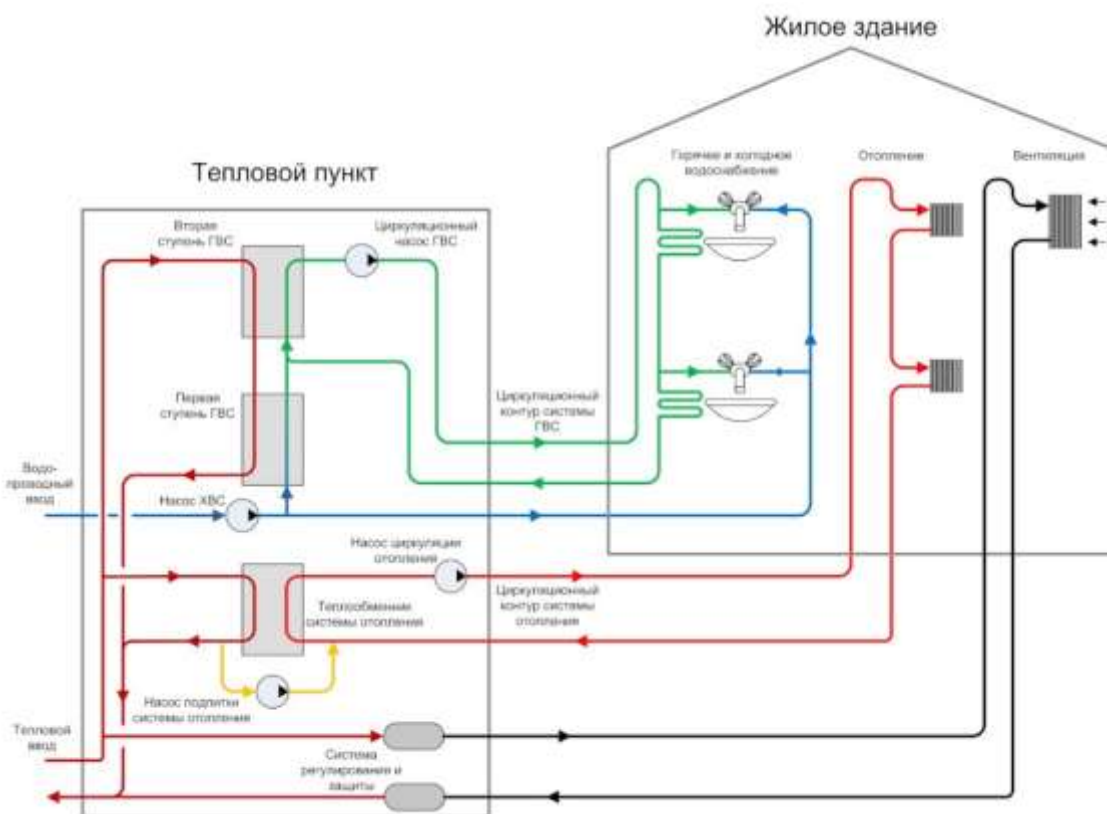 Жилое здание
Тепловой пункт
Горячее и холодное
водоснабжение
Отопление
Вентиляция
Вторая
ступень ГВС
Циркуляционный
насос ГВС
Первая
ступень ГВС
Циркуляционный
контур системы
ГВС
Водо-
проводный
ввод
Насос ХВС
Насос циркуляции
отопления
Теплообменник
системы отопления
Циркуляционный
контур системы
отопления
Насос подпитки
системы отопления
Тепловой
ввод
Система
регулирования и
защиты